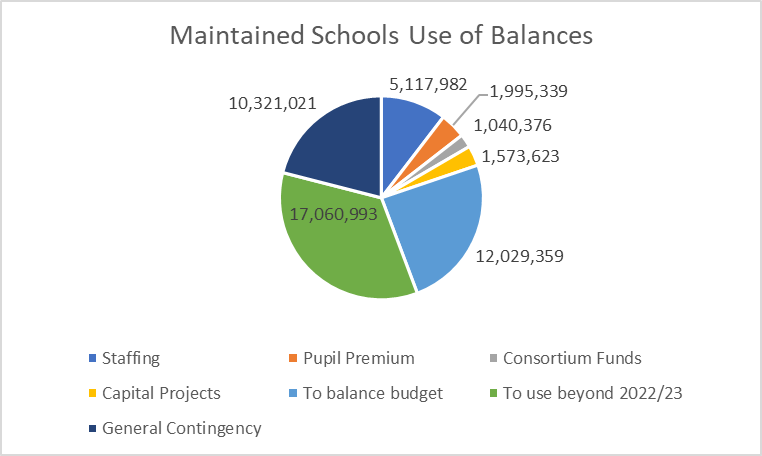 Maintained Schools Use of Balances
5,117,982
1,995,339
10,321,021
1,040,376
1,573,623
17,060,993
12,029,359
Staffing
Pupil Premium
Consortium Funds
Capital Projects
To balance budget
To use beyond 2022/23
General Contingency